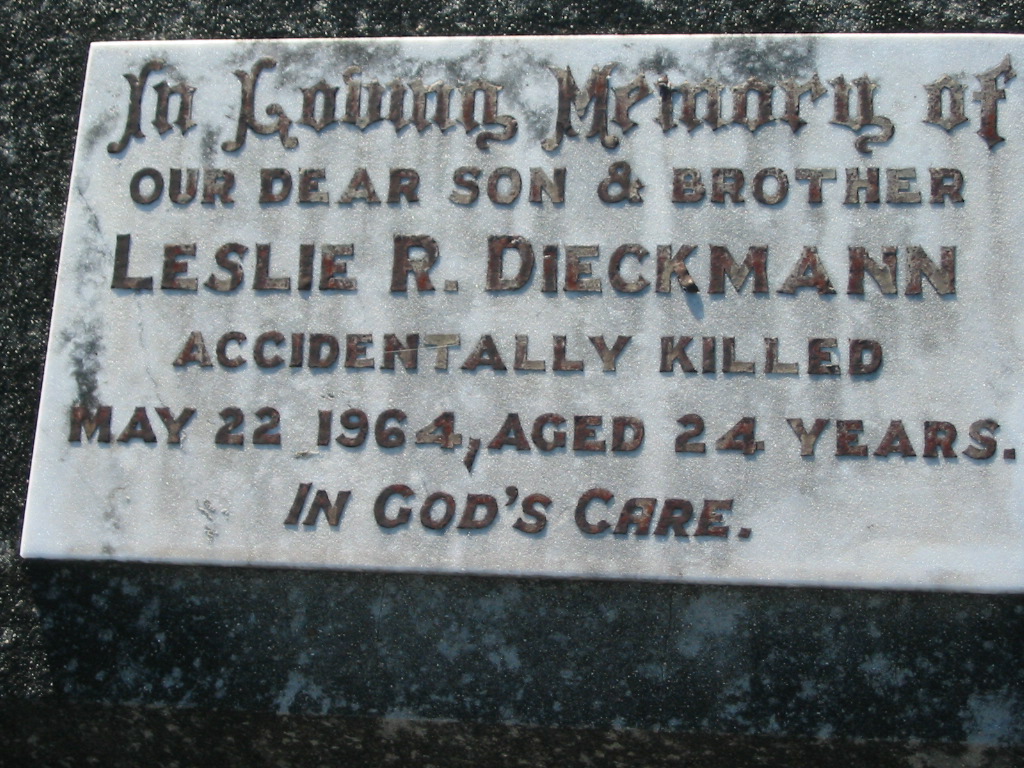 In Loving Memory of
OUR DEAR SON & BROTHER
LESLIE R. DIECKMANN
ACCIDENTALLY KILLED
MAY 22 1964, AGED 24 YEARS.
IN GOD'S CARE.